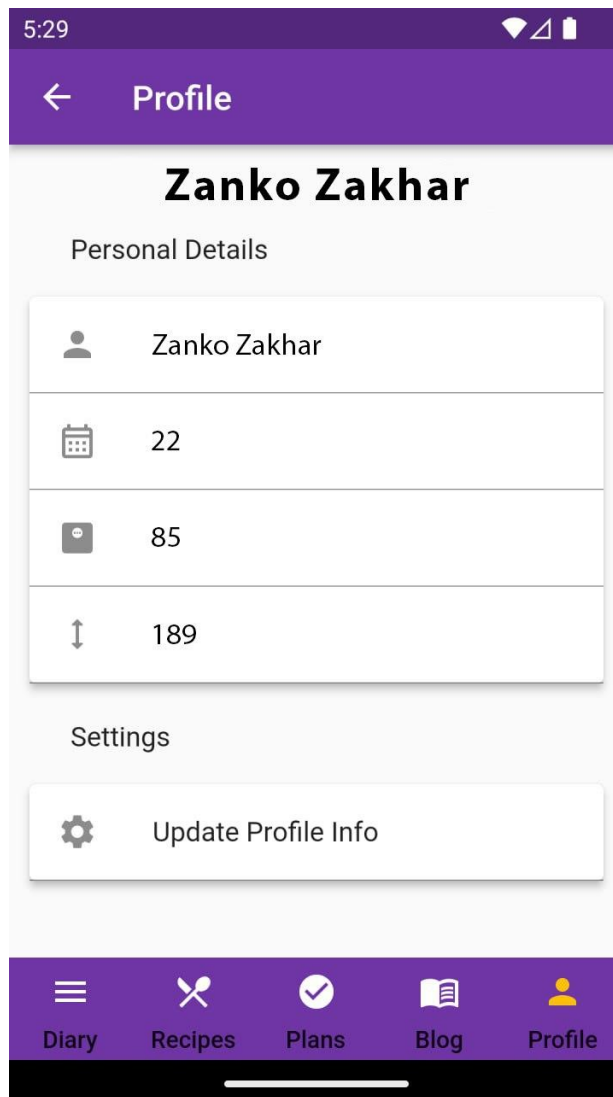 5:29
Profile
Zanko Zakhar
Personal Details
Zanko Zakhar
22
85
189
Settings
Update Profile Info
Diary Recipes Plans Blog Profile